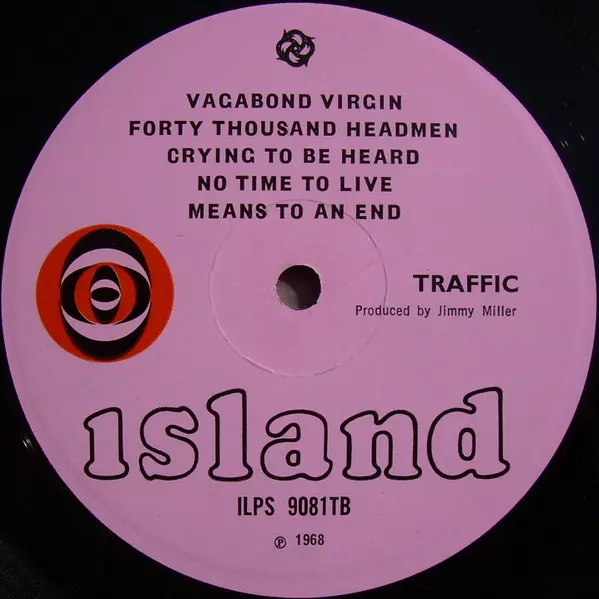 VAGABOND VIRGIN
FORTY THOUSAND HEADMEN
CRYING TO BE HEARD
NO TIME TO LIVE
MEANS TO AN END
TRAFFIC
Produced by Jimmy Miller
ısland
ILPS 9081TB
℗ 1968